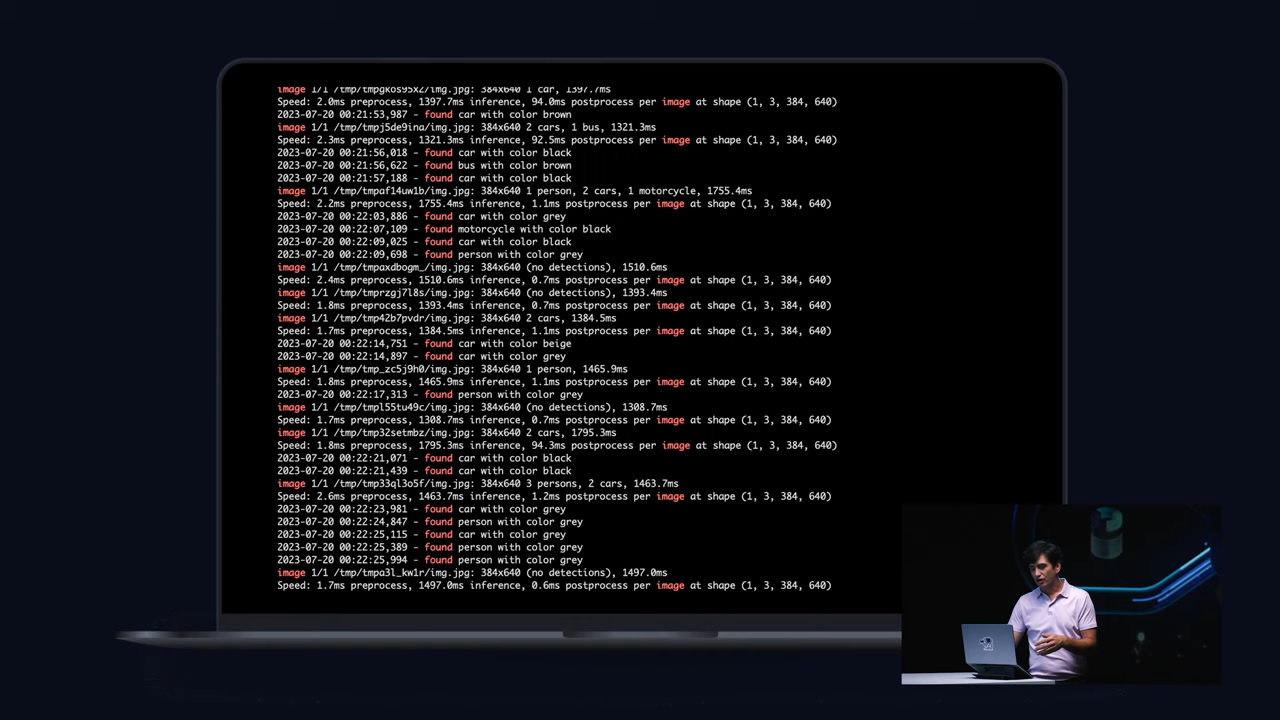 image 1/1 /tmp/tmpgkos95x2/img.jpg: 384x640 1 car, 1397.7ms
Speed: 2.0ms preprocess, 1397.7ms inference, 94.0ms postprocess per image at shape (1, 3, 384, 640)
2023-07-20 00:21:53,987 - found car with color brown
image 1/1 /tmp/tmpj5de9ina/img.jpg: 384x640 2 cars, 1 bus, 1321.3ms
Speed: 2.3ms preprocess, 1321.3ms inference, 92.5ms postprocess per image at shape (1, 3, 384, 640)
2023-07-20 00:21:56,018 - found car with color black
2023-07-20 00:21:56,622 - found bus with color brown
2023-07-20 00:21:57,188 - found car with color black
image 1/1 /tmp/tmpaf14uw1b/img.jpg: 384x640 1 person, 2 cars, 1 motorcycle, 1755.4ms
Speed: 2.2ms preprocess, 1755.4ms inference, 1.1ms postprocess per image at shape (1, 3, 384, 640)
2023-07-20 00:22:03,886 - found car with color grey
2023-07-20 00:22:07,109 - found motorcycle with color black
2023-07-20 00:22:09,025 - found car with color black
2023-07-20 00:22:09,698 - found person with color grey
image 1/1 /tmp/tmpaxdbogm_/img.jpg: 384x640 (no detections), 1510.6ms
Speed: 2.4ms preprocess, 1510.6ms inference, 0.7ms postprocess per image at shape (1, 3, 384, 640)
image 1/1 /tmp/tmprzgj7l8s/img.jpg: 384x640 (no detections), 1393.4ms
Speed: 1.8ms preprocess, 1393.4ms inference, 0.7ms postprocess per image at shape (1, 3, 384, 640)
image 1/1 /tmp/tmp42b7pvdr/img.jpg: 384x640 2 cars, 1384.5ms
Speed: 1.7ms preprocess, 1384.5ms inference, 1.1ms postprocess per image at shape (1, 3, 384, 640)
2023-07-20 00:22:14,751 - found car with color beige
2023-07-20 00:22:14,897 - found car with color grey
image 1/1 /tmp/tmp_zc5j9h0/img.jpg: 384x640 1 person, 1465.9ms
Speed: 1.8ms preprocess, 1465.9ms inference, 1.1ms postprocess per image at shape (1, 3, 384, 640)
2023-07-20 00:22:17,313 - found person with color grey
image 1/1 /tmp/tmpl55tu49c/img.jpg: 384x640 (no detections), 1308.7ms
Speed: 1.7ms preprocess, 1308.7ms inference, 0.7ms postprocess per image at shape (1, 3, 384, 640)
image 1/1 /tmp/tmp32setmbz/img.jpg: 384x640 2 cars, 1795.3ms
Speed: 1.8ms preprocess, 1795.3ms inference, 94.3ms postprocess per image at shape (1, 3, 384, 640)
2023-07-20 00:22:21,071 - found car with color black
2023-07-20 00:22:21,439 - found car with color black
image 1/1 /tmp/tmp33ql3o5f/img.jpg: 384x640 3 persons, 2 cars, 1463.7ms
Speed: 2.6ms preprocess, 1463.7ms inference, 1.2ms postprocess per image at shape (1, 3, 384, 640)
2023-07-20 00:22:23,981 - found car with color grey
2023-07-20 00:22:24,847 - found person with color grey
2023-07-20 00:22:25,115 - found car with color grey
2023-07-20 00:22:25,389 - found person with color grey
2023-07-20 00:22:25,994 - found person with color grey
image 1/1 /tmp/tmpa3l_kw1r/img.jpg: 384x640 (no detections), 1497.0ms
Speed: 1.7ms preprocess, 1497.0ms inference, 0.6ms postprocess per image at shape (1, 3, 384, 640)